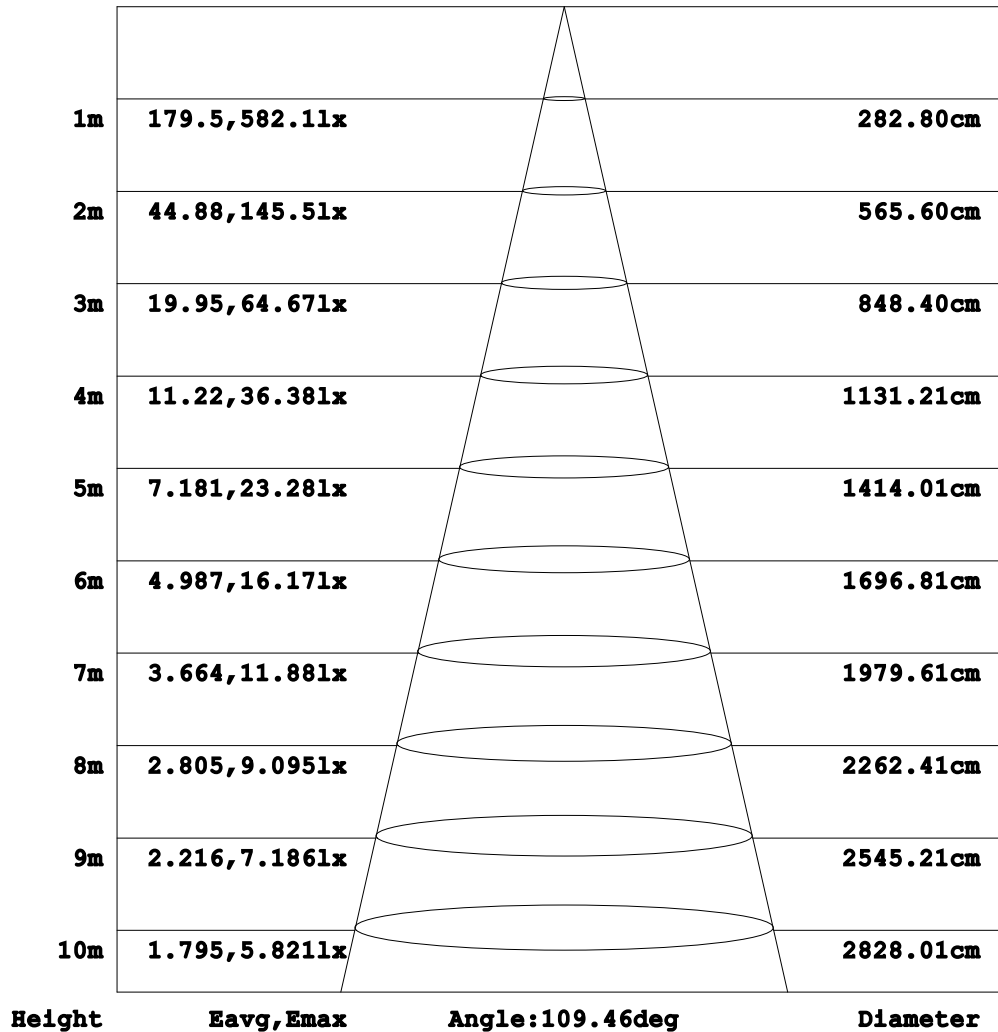 1m 179.5,582.1lx 282.80cm
2m 44.88,145.5lx 565.60cm
3m 19.95,64.67lx 848.40cm
4m 11.22,36.38lx 1131.21cm
5m 7.181,23.28lx 1414.01cm
6m 4.987,16.17lx 1696.81cm
7m 3.664,11.88lx 1979.61cm
8m 2.805,9.095lx 2262.41cm
9m 2.216,7.186lx 2545.21cm
10m 1.795,5.821lx 2828.01cm
Height Eavg,Emax Angle:109.46deg Diameter